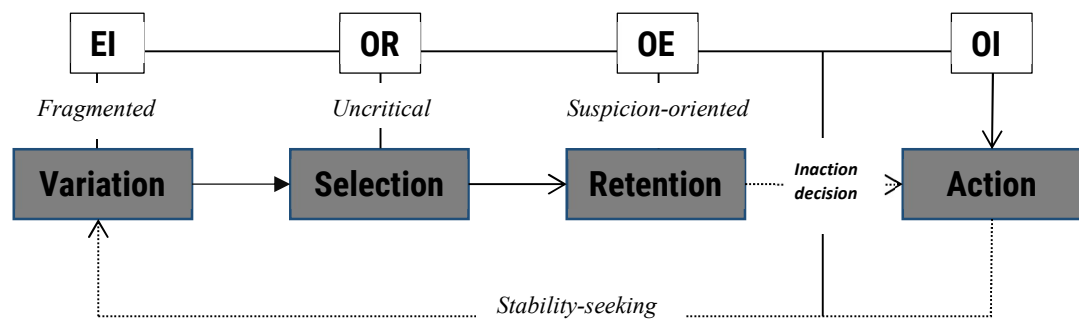 EI
OR
OE
OI
Fragmented
Uncritical
Suspicion-oriented
Variation
Selection
Retention
Inaction
decision
Action
Stability-seeking